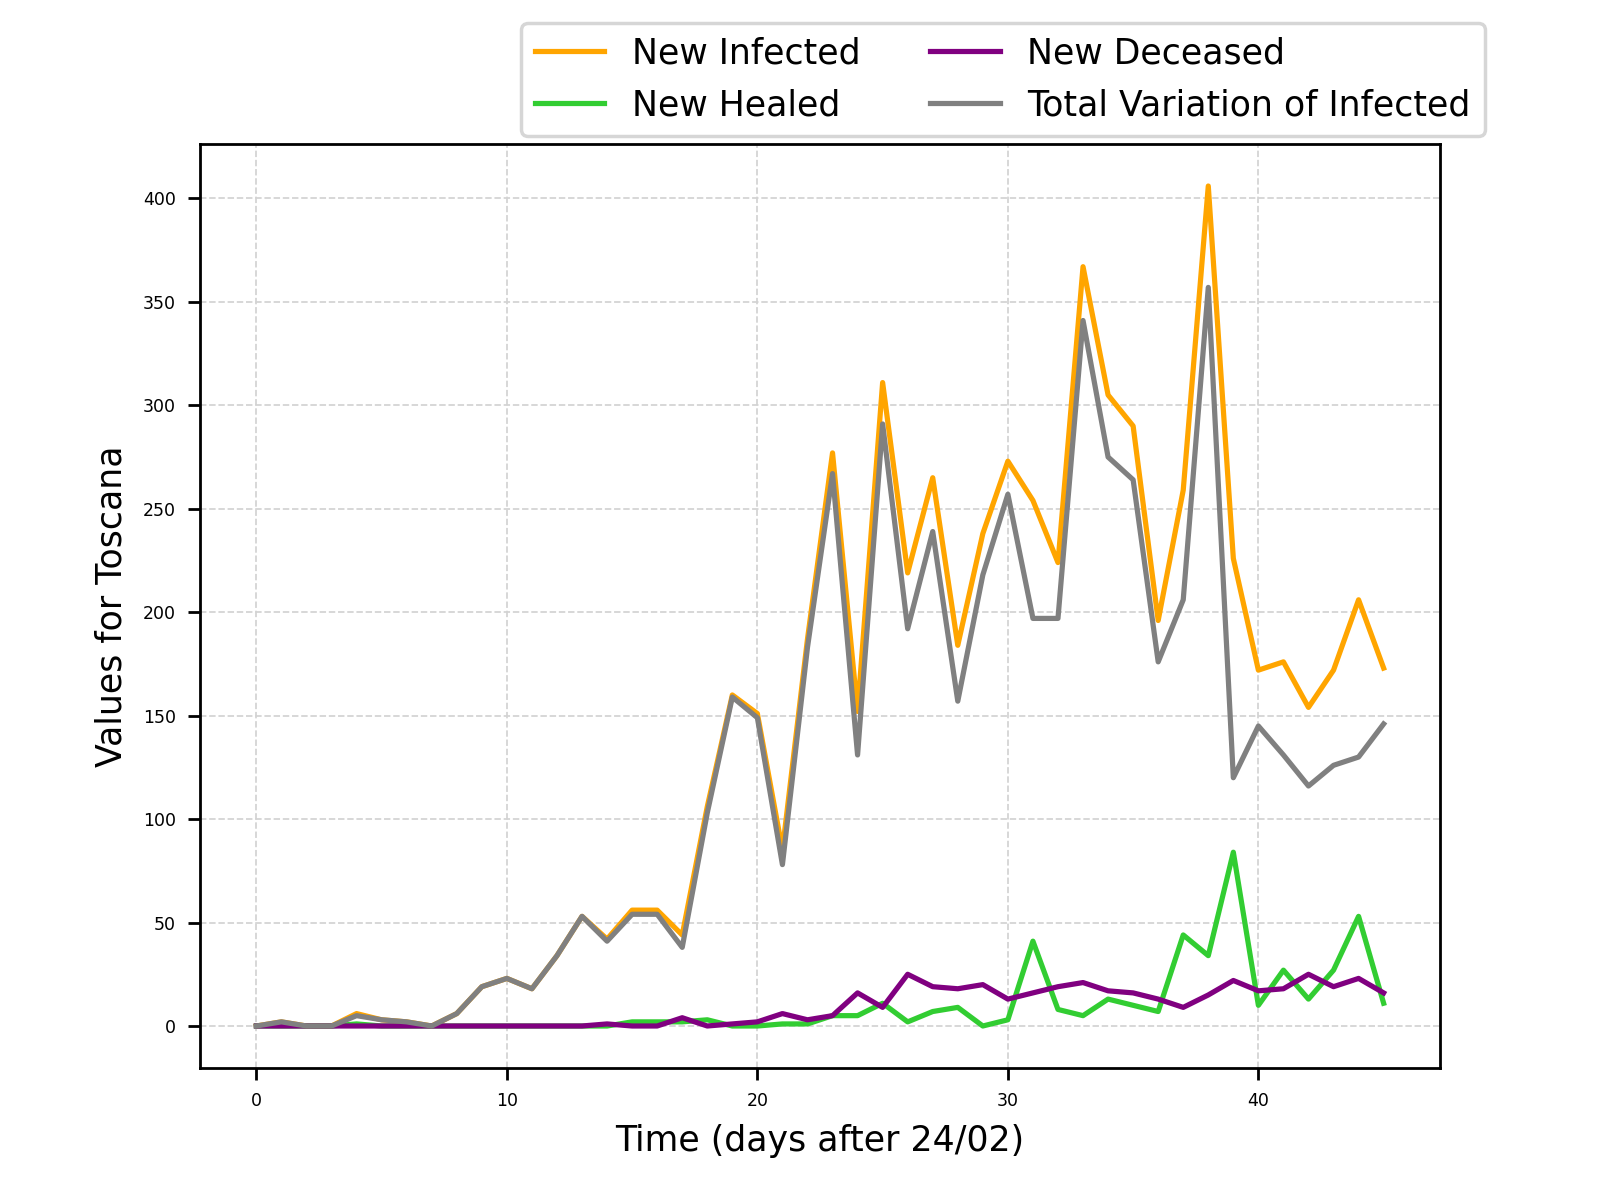 New Infected
New Healed
New Deceased
Total Variation of Infected
Values for Toscana
400
350
300
250
200
150
100
50
0
0 10 20 30 40
Time (days after 24/02)